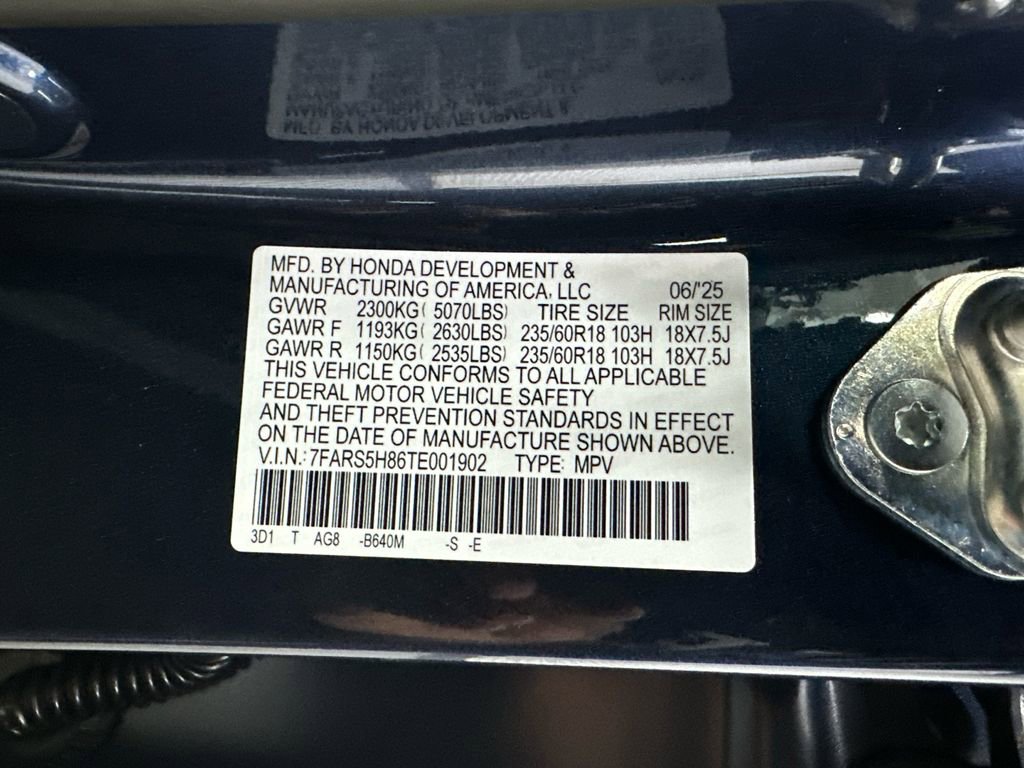 MFD. BY HONDA DEVELOPMENT &
MANUFACTURING OF AMERICA, LLC 06/'25
GVWR 2300KG( 5070LBS) TIRE SIZE RIM SIZE
GAWR F 1193KG( 2630LBS) 235/60R18 103H 18X7.5J
GAWR R 1150KG( 2535LBS) 235/60R18 103H 18X7.5J
THIS VEHICLE CONFORMS TO ALL APPLICABLE
FEDERAL MOTOR VEHICLE SAFETY
AND THEFT PREVENTION STANDARDS IN EFFECT
ON THE DATE OF MANUFACTURE SHOWN ABOVE.
V.I.N.: 7FARS5H86TE001902 TYPE: MPV
3D1 T AG8 -B640M -S -E